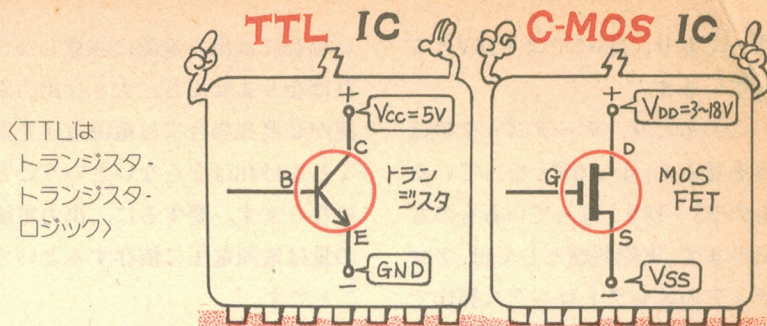 TTL IC
C-MOS IC
〈TTLは
トランジスタ-
トランジスタ-
ロジック〉
+
VCC=5V
C
B
トラン
ジスタ
E
GND
−
+
VDD=3~18V
D
G
MOS
FET
S
VSS
−